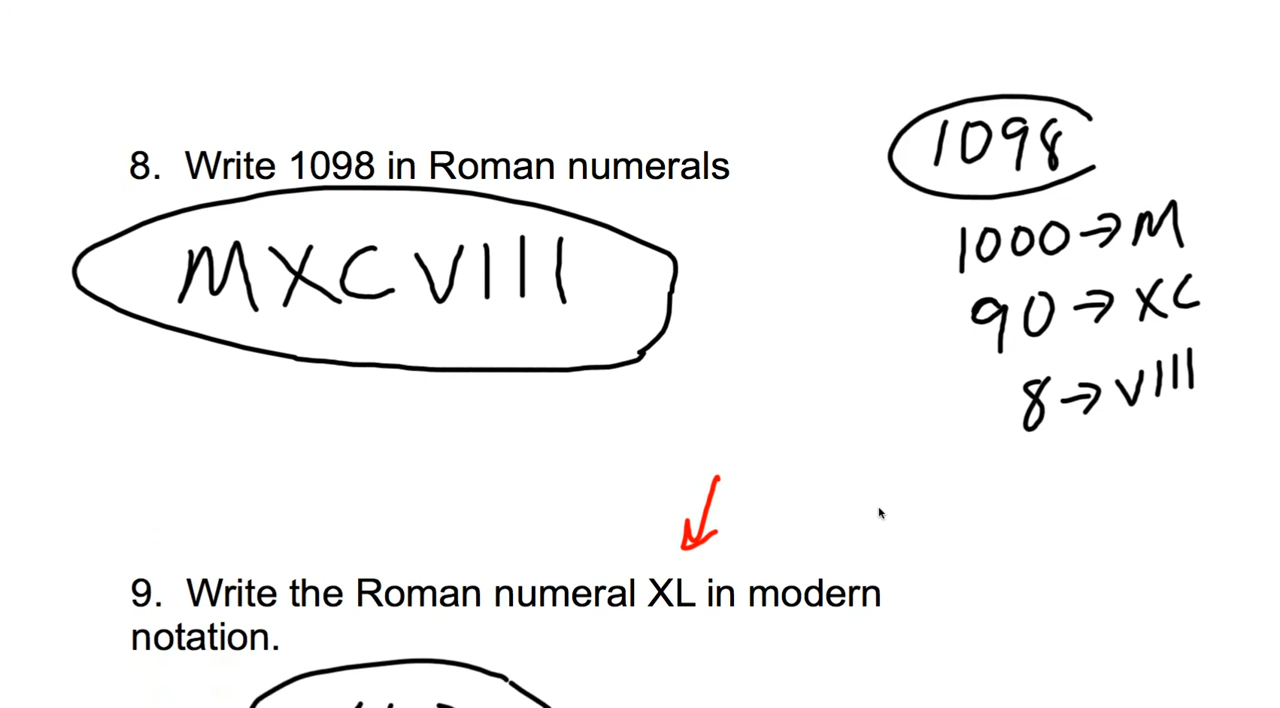 8. Write 1098 in Roman numerals
MXCVIII
1098
1000→M
90→XC
8→VIII
9. Write the Roman numeral XL in modern
notation.